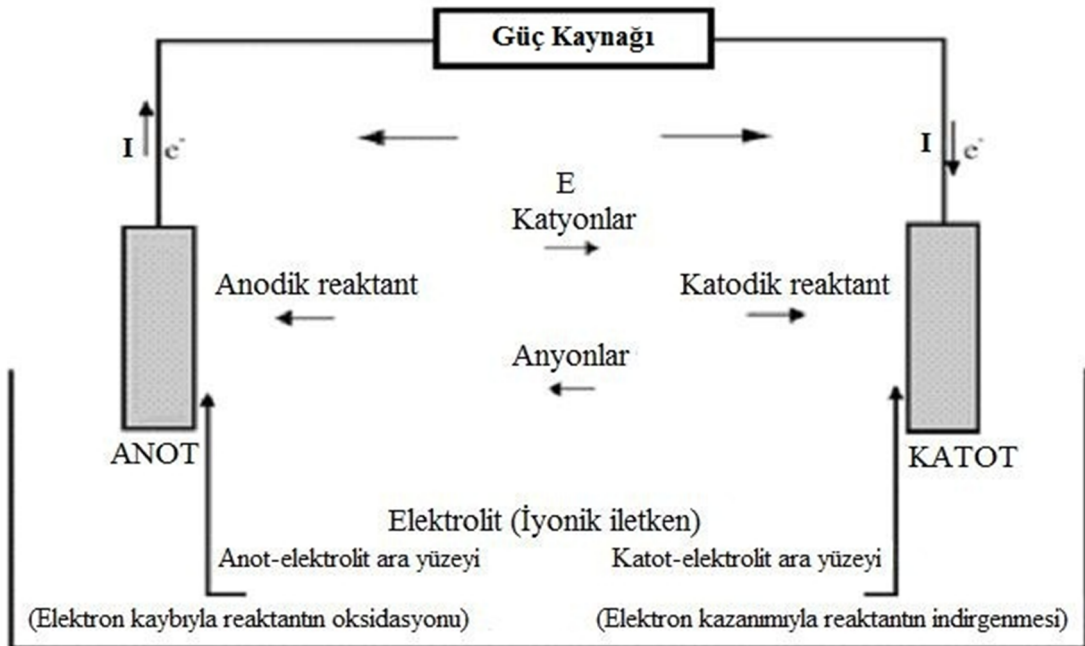 Güç Kaynağı
I e⁻
I e⁻
E
Katyonlar
Anodik reaktant
Katodik reaktant
Anyonlar
ANOT
KATOT
Elektrolit (İyonik iletken)
Anot-elektrolit ara yüzeyi
Katot-elektrolit ara yüzeyi
(Elektron kaybıyla reaktantın oksidasyonu)
(Elektron kazanımıyla reaktantın indirgenmesi)